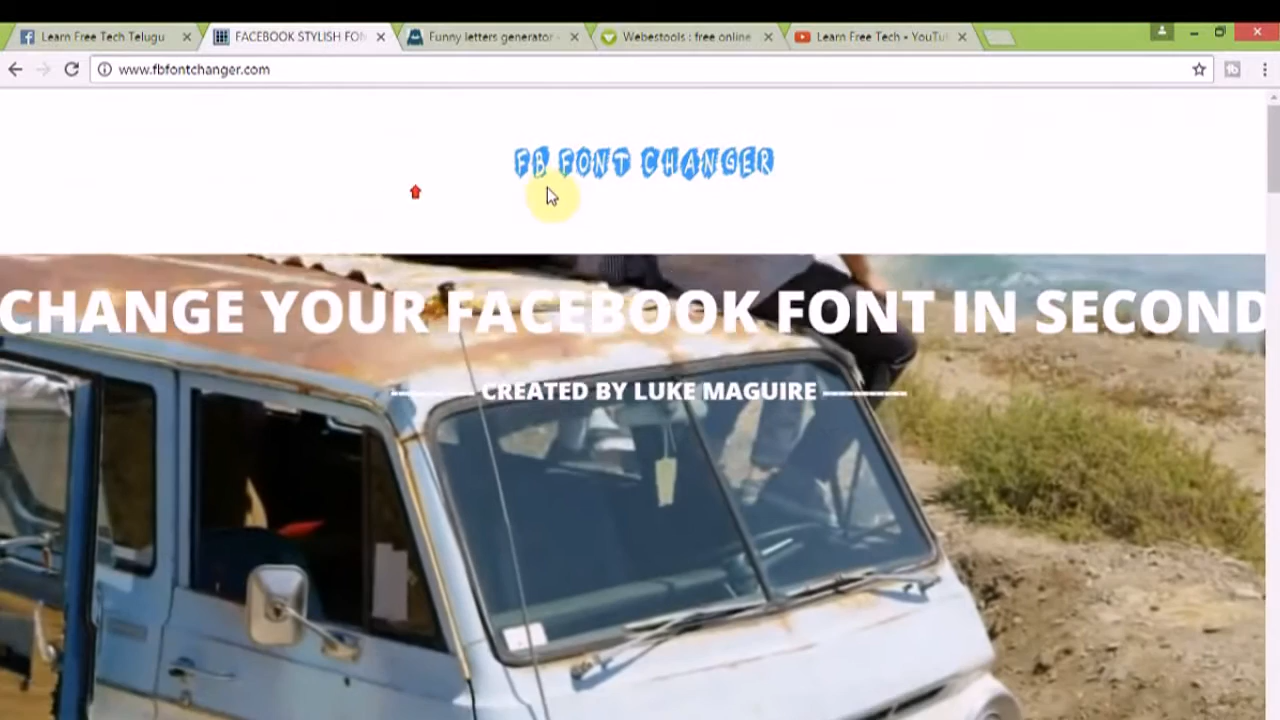 Learn Free Tech Telugu
FACEBOOK STYLISH FON
Funny letters generator -
Webestools : free online
Learn Free Tech • YouTu
www.fbfontchanger.com
FB FONT CHANGER
CHANGE YOUR FACEBOOK FONT IN SECOND
CREATED BY LUKE MAGUIRE